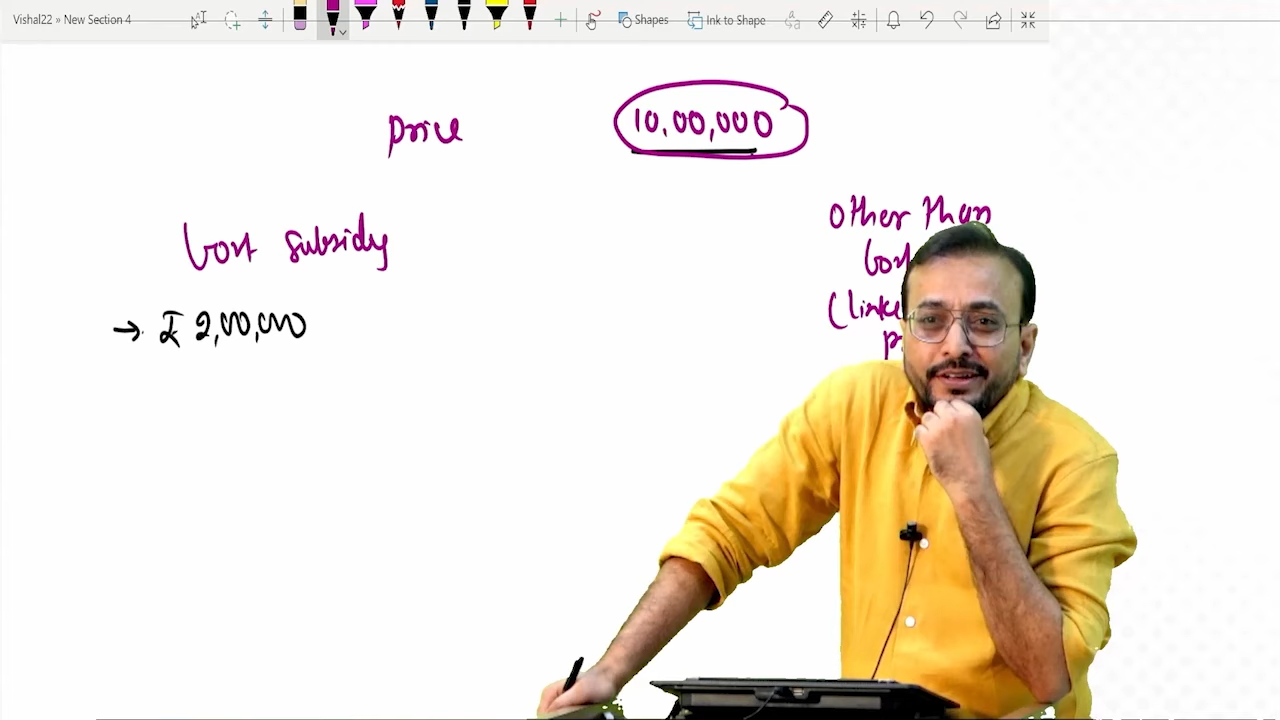 Vishal22 » New Section 4
Shapes
Ink to Shape
Price
10,00,000
Govt subsidy
other than
→ ₹ 2,00,000